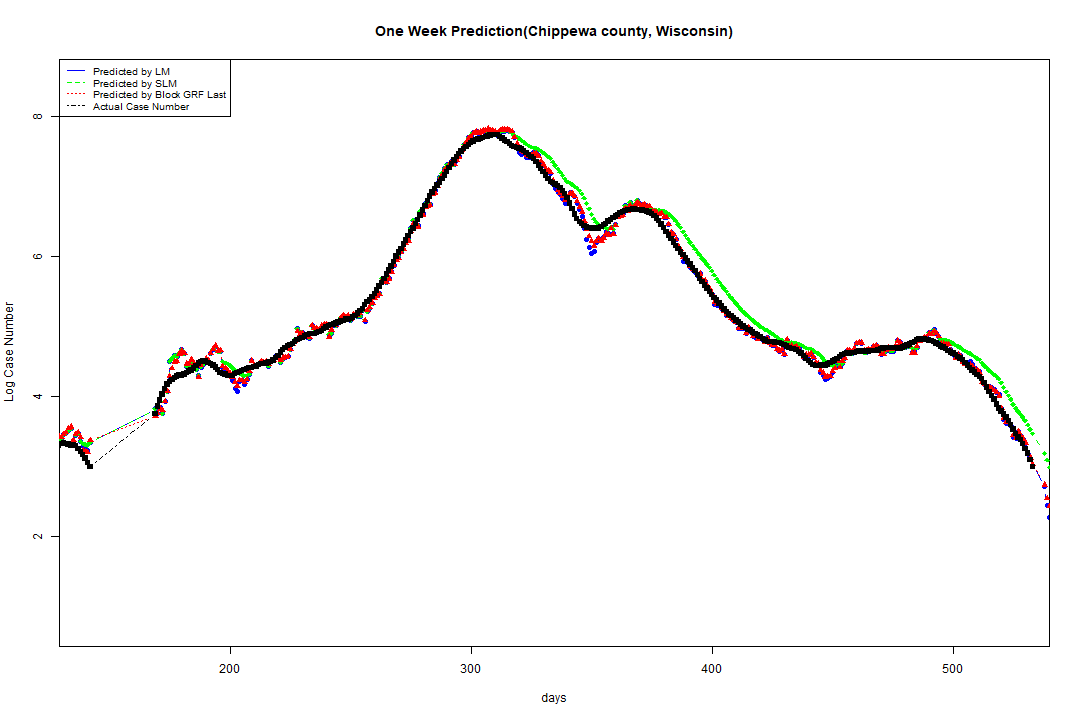 One Week Prediction(Chippewa county, Wisconsin)
Predicted by LM
Predicted by SLM
Predicted by Block GRF Last
Actual Case Number
8
6
4
2
Log Case Number
200 300 400 500
days